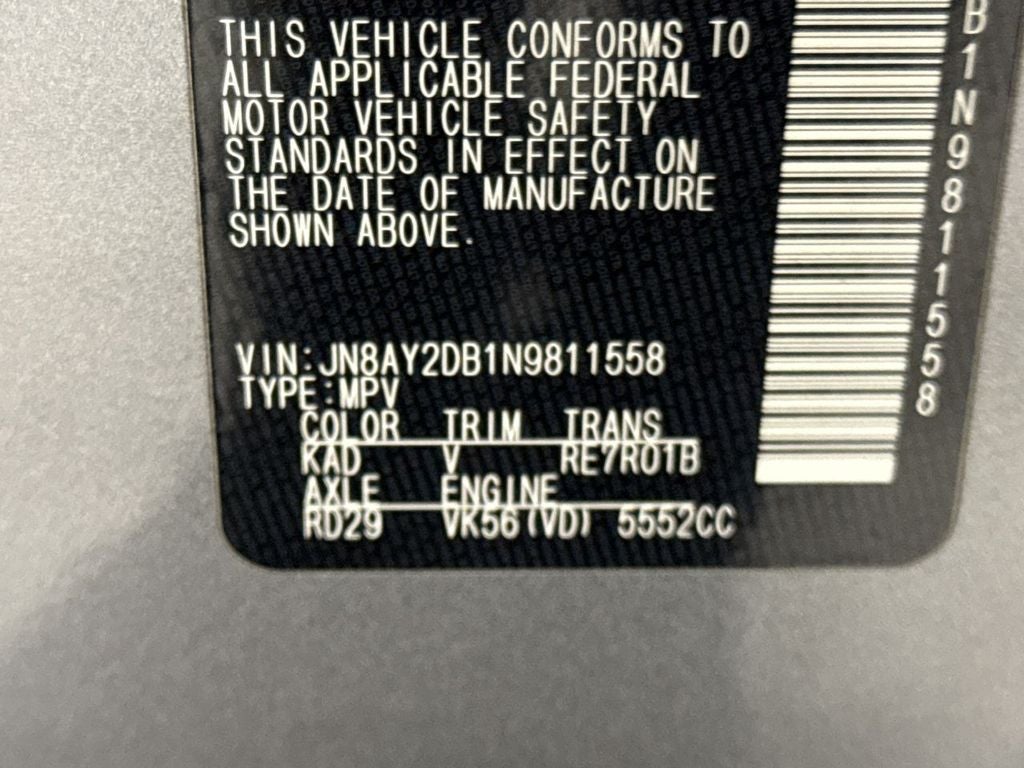 THIS VEHICLE CONFORMS TO
ALL APPLICABLE FEDERAL
MOTOR VEHICLE SAFETY
STANDARDS IN EFFECT ON
THE DATE OF MANUFACTURE
SHOWN ABOVE.
VIN:JN8AY2DB1N9811558
TYPE:MPV
COLOR TRIM TRANS
KAD V RE7R01B
AXLE ENGINE
RD29 VK56(VD) 5552CC
B1N9811558